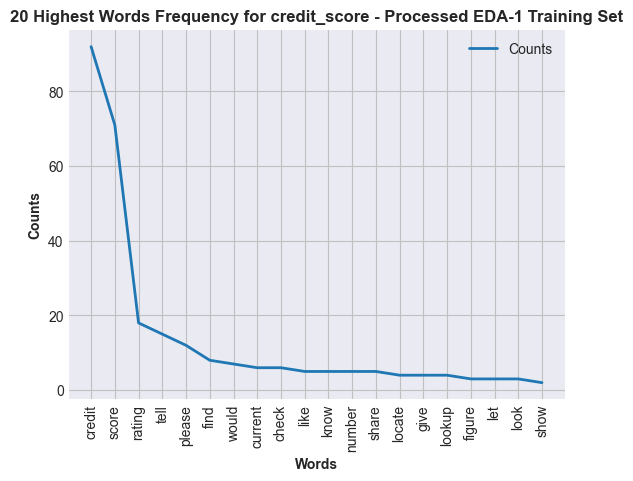 20 Highest Words Frequency for credit_score - Processed EDA-1 Training Set
Counts
80
60
40
20
0
Counts
credit
score
rating
tell
please
find
would
current
check
like
know
number
share
locate
give
lookup
figure
let
look
show
Words